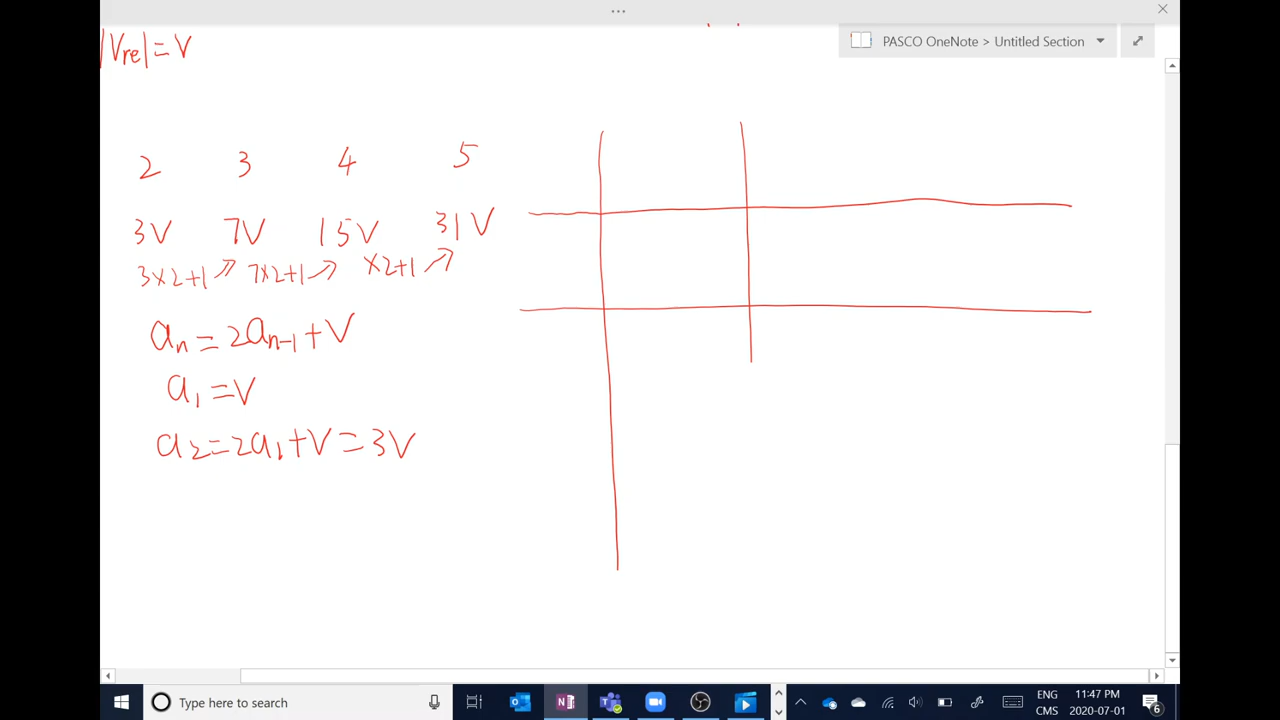 PASCO OneNote > Untitled Section
|Vre|=V
2 3 4 5
3V 7V 15V 31V
3×2+1 7×2+1 ×2+1
an=2an-1+V
a1=V
a2=2a1+V=3V
Type here to search
ENG
CMS
11:47 PM
2020-07-01
6